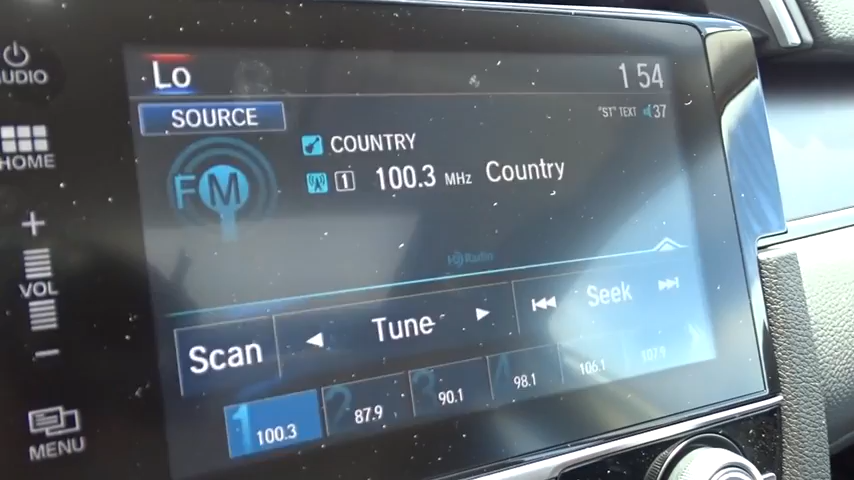 AUDIO
Lo
1 54
SOURCE
"ST" TEXT 37
COUNTRY
FM
1 100.3 MHz Country
HOME
HD Radio
VOL
Scan
Tune
Seek
1 100.3
2 87.9
3 90.1
4 98.1
106.1
107.9
MENU